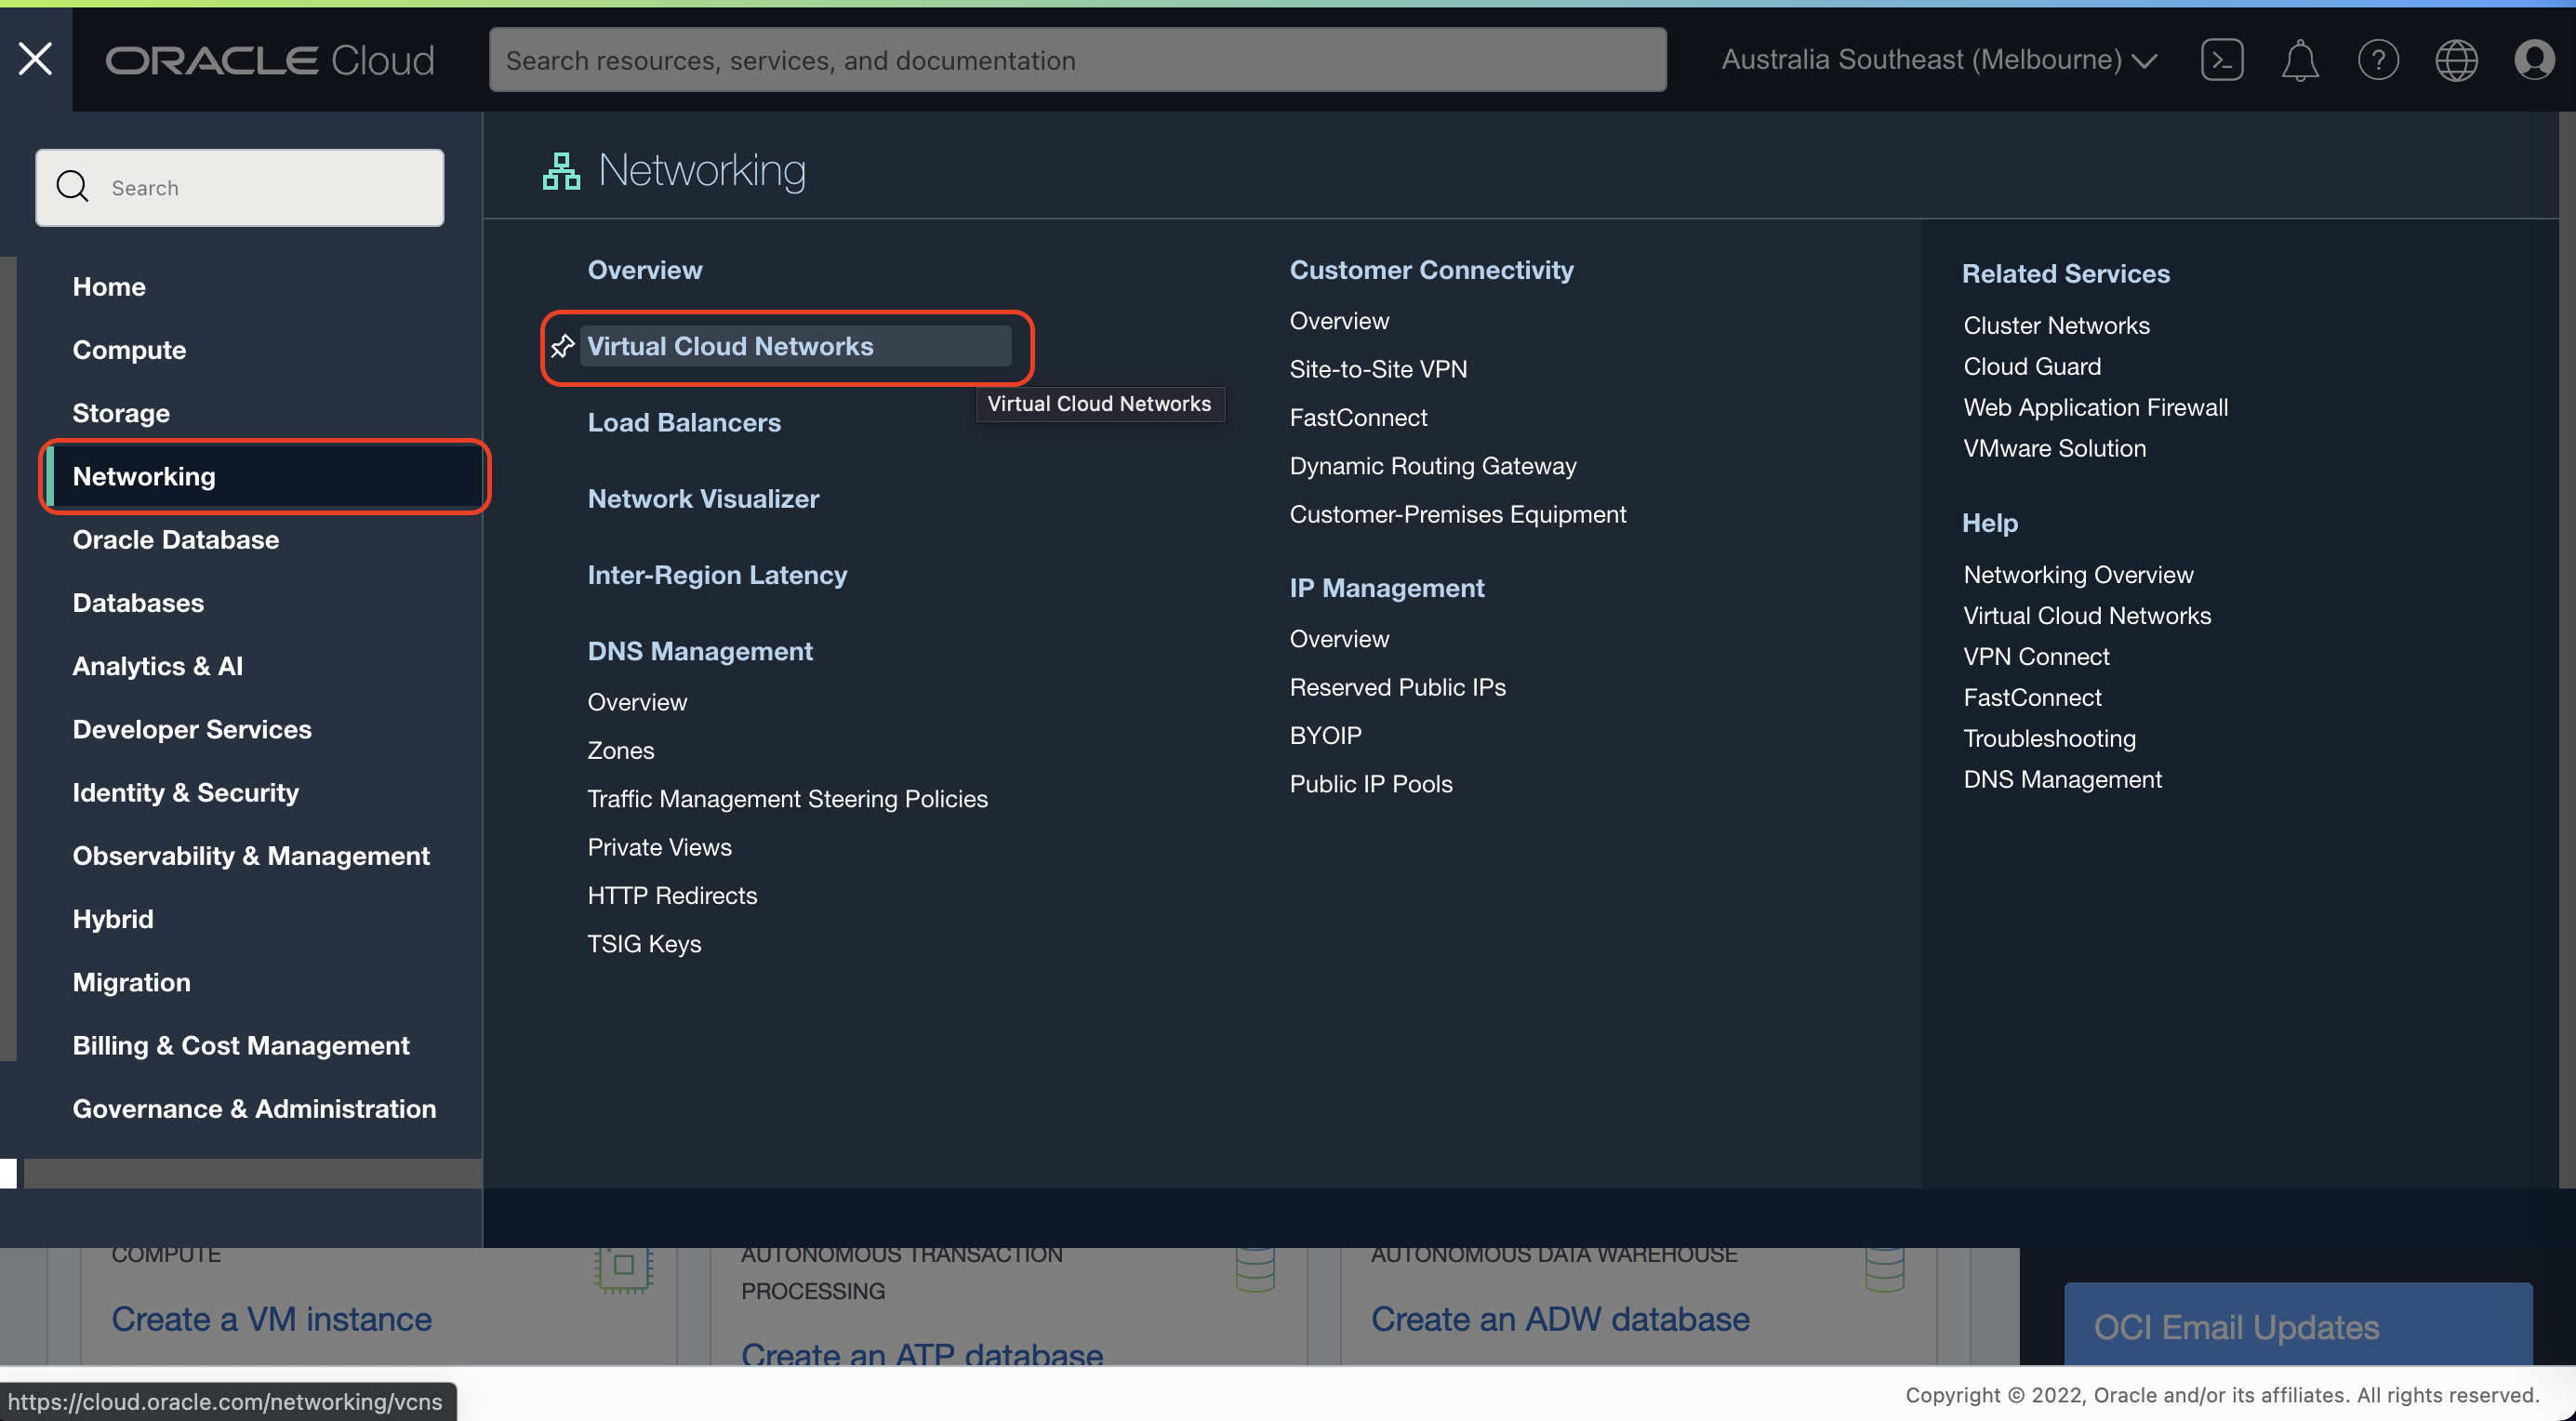 ORACLE Cloud
Search resources, services, and documentation
Australia Southeast (Melbourne)
Search
Home
Compute
Storage
Networking
Oracle Database
Databases
Analytics & AI
Developer Services
Identity & Security
Observability & Management
Hybrid
Migration
Billing & Cost Management
Governance & Administration
Networking
Overview
Virtual Cloud Networks
Virtual Cloud Networks
Load Balancers
Network Visualizer
Inter-Region Latency
DNS Management
Overview
Zones
Traffic Management Steering Policies
Private Views
HTTP Redirects
TSIG Keys
Customer Connectivity
Overview
Site-to-Site VPN
FastConnect
Dynamic Routing Gateway
Customer-Premises Equipment
IP Management
Overview
Reserved Public IPs
BYOIP
Public IP Pools
Related Services
Cluster Networks
Cloud Guard
Web Application Firewall
VMware Solution
Help
Networking Overview
Virtual Cloud Networks
VPN Connect
FastConnect
Troubleshooting
DNS Management
COMPUTE
Create a VM instance
AUTONOMOUS TRANSACTION
PROCESSING
Create an ATP database
AUTONOMOUS DATA WAREHOUSE
Create an ADW database
OCI Email Updates
https://cloud.oracle.com/networking/vcns
Copyright © 2022, Oracle and/or its affiliates. All rights reserved.